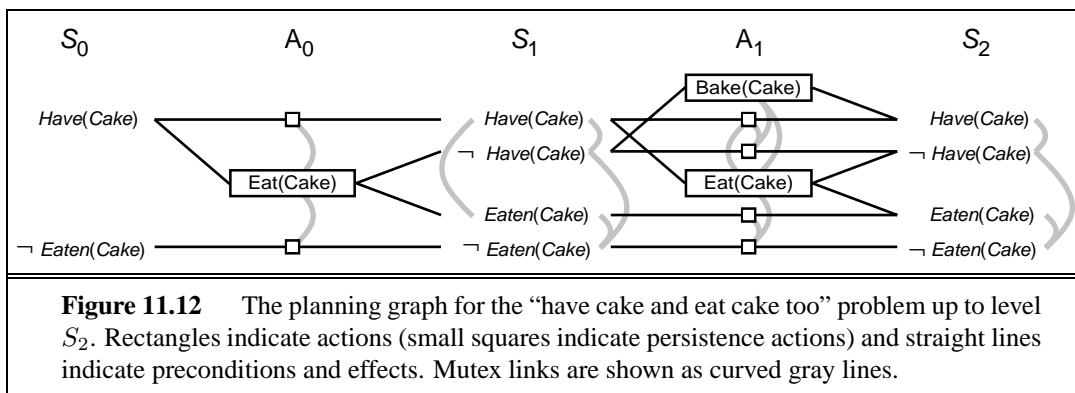 S0 A0 S1 A1 S2
Bake(Cake)
Have(Cake) Have(Cake) Have(Cake)
¬ Have(Cake) ¬ Have(Cake)
Eat(Cake) Eat(Cake)
Eaten(Cake) Eaten(Cake)
¬ Eaten(Cake) ¬ Eaten(Cake) ¬ Eaten(Cake)
Figure 11.12 The planning graph for the “have cake and eat cake too” problem up to level
S2. Rectangles indicate actions (small squares indicate persistence actions) and straight lines
indicate preconditions and effects. Mutex links are shown as curved gray lines.